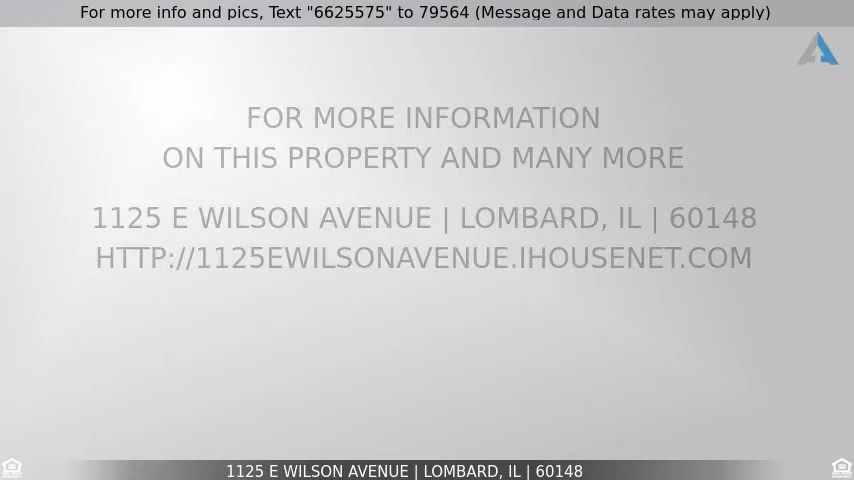 For more info and pics, Text "6625575" to 79564 (Message and Data rates may apply)
FOR MORE INFORMATION
ON THIS PROPERTY AND MANY MORE
1125 E WILSON AVENUE | LOMBARD, IL | 60148
HTTP://1125EWILSONAVENUE.IHOUSENET.COM
1125 E WILSON AVENUE | LOMBARD, IL | 60148